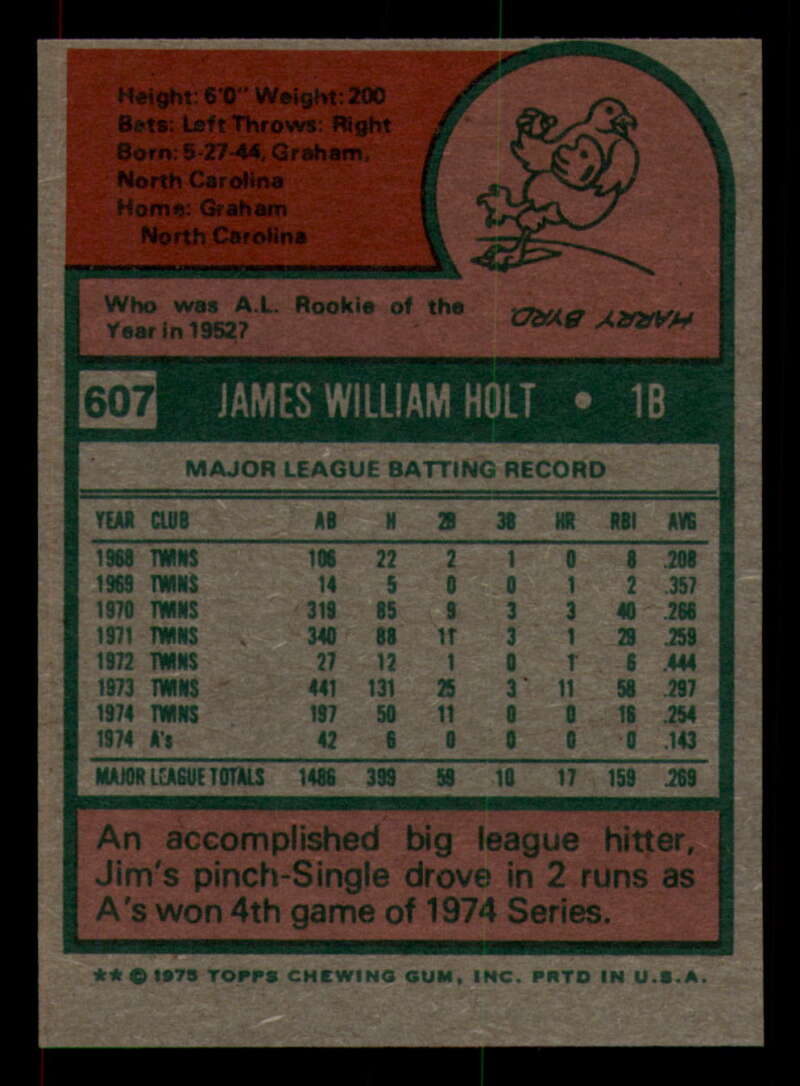 Height: 6'0" Weight: 200
Bats: Left Throws: Right
Born: 5-27-44, Graham,
North Carolina
Home: Graham
North Carolina
Who was A.L. Rookie of the
Year in 1952?
HARRY BYRD.
607 JAMES WILLIAM HOLT • 1B
MAJOR LEAGUE BATTING RECORD
YEAR CLUB AB H 2B 3B HR RBI AVG
1968 TWINS 106 22 2 1 0 8 .208
1969 TWINS 14 5 0 0 1 2 .357
1970 TWINS 319 85 9 3 3 40 .266
1971 TWINS 340 88 11 3 1 29 .259
1972 TWINS 27 12 1 0 1 6 .444
1973 TWINS 441 131 25 3 11 58 .297
1974 TWINS 197 50 11 0 0 16 .254
1974 A's 42 6 0 0 0 0 .143
MAJOR LEAGUE TOTALS 1486 399 59 10 17 159 .269
An accomplished big league hitter,
Jim's pinch-Single drove in 2 runs as
A's won 4th game of 1974 Series.
** © 1975 TOPPS CHEWING GUM, INC. PRTD IN U.S.A.